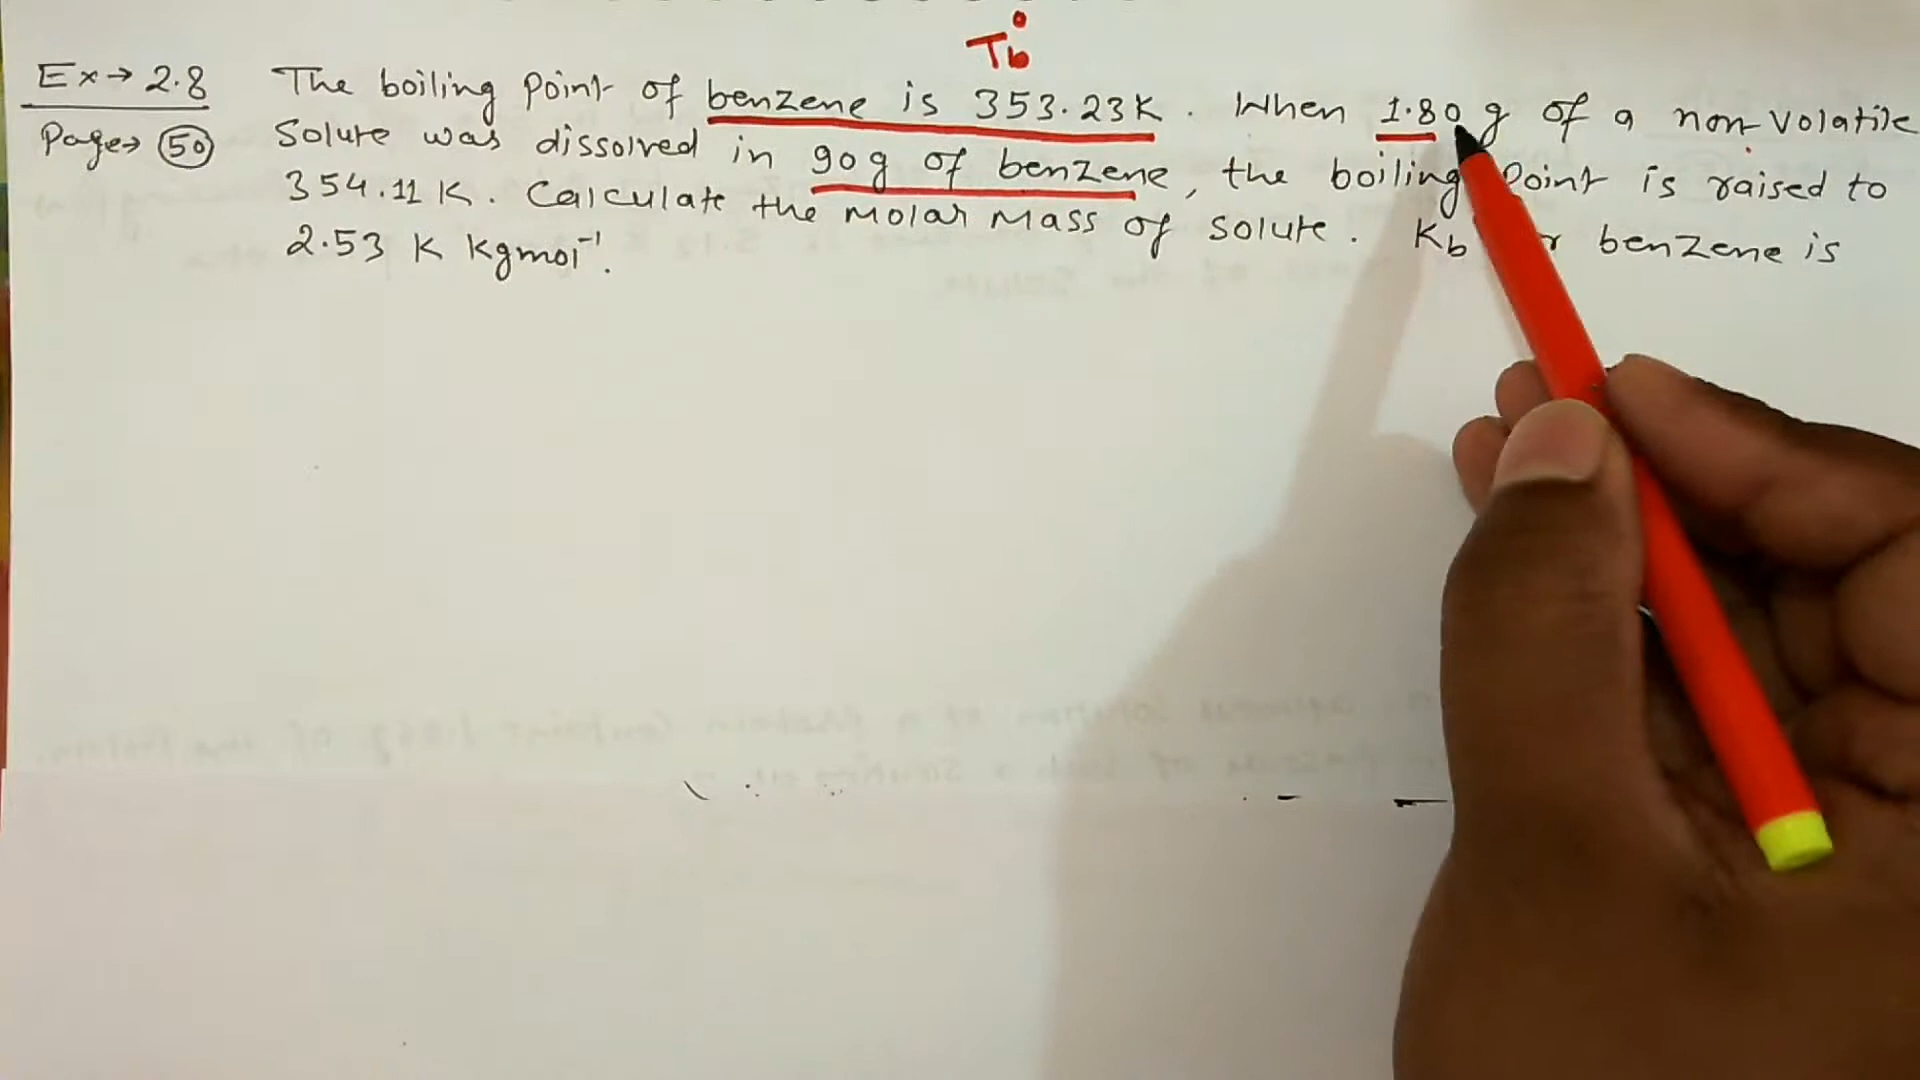 Tb°
Ex→ 2.8 The boiling point of benzene is 353.23K. When 1.80 g of a non-volatile
Page→ 50 Solute was dissolved in 90g of benzene, the boiling point is raised to
354.11 K. Calculate the molar mass of solute. Kb benzene is
2.53 K Kgmol⁻¹.